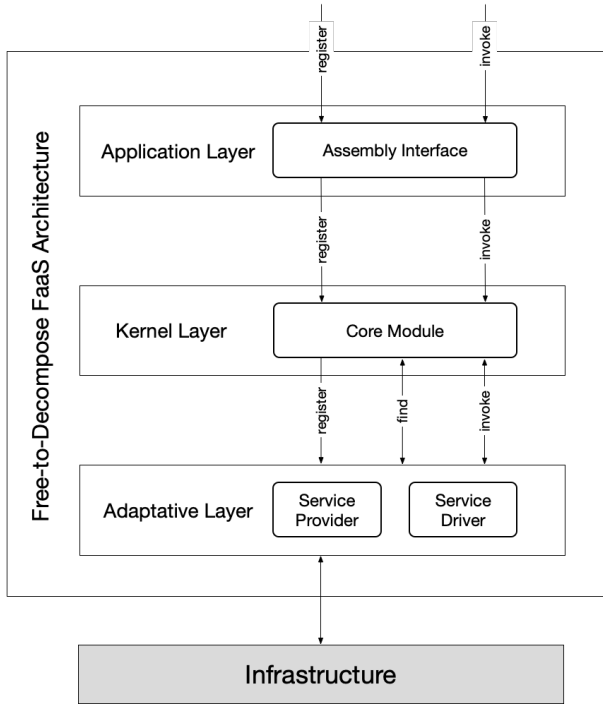 register
invoke
Free-to-Decompose FaaS Architecture
Application Layer
Assembly Interface
register
invoke
Kernel Layer
Core Module
register
find
invoke
Adaptative Layer
Service
Provider
Service
Driver
Infrastructure